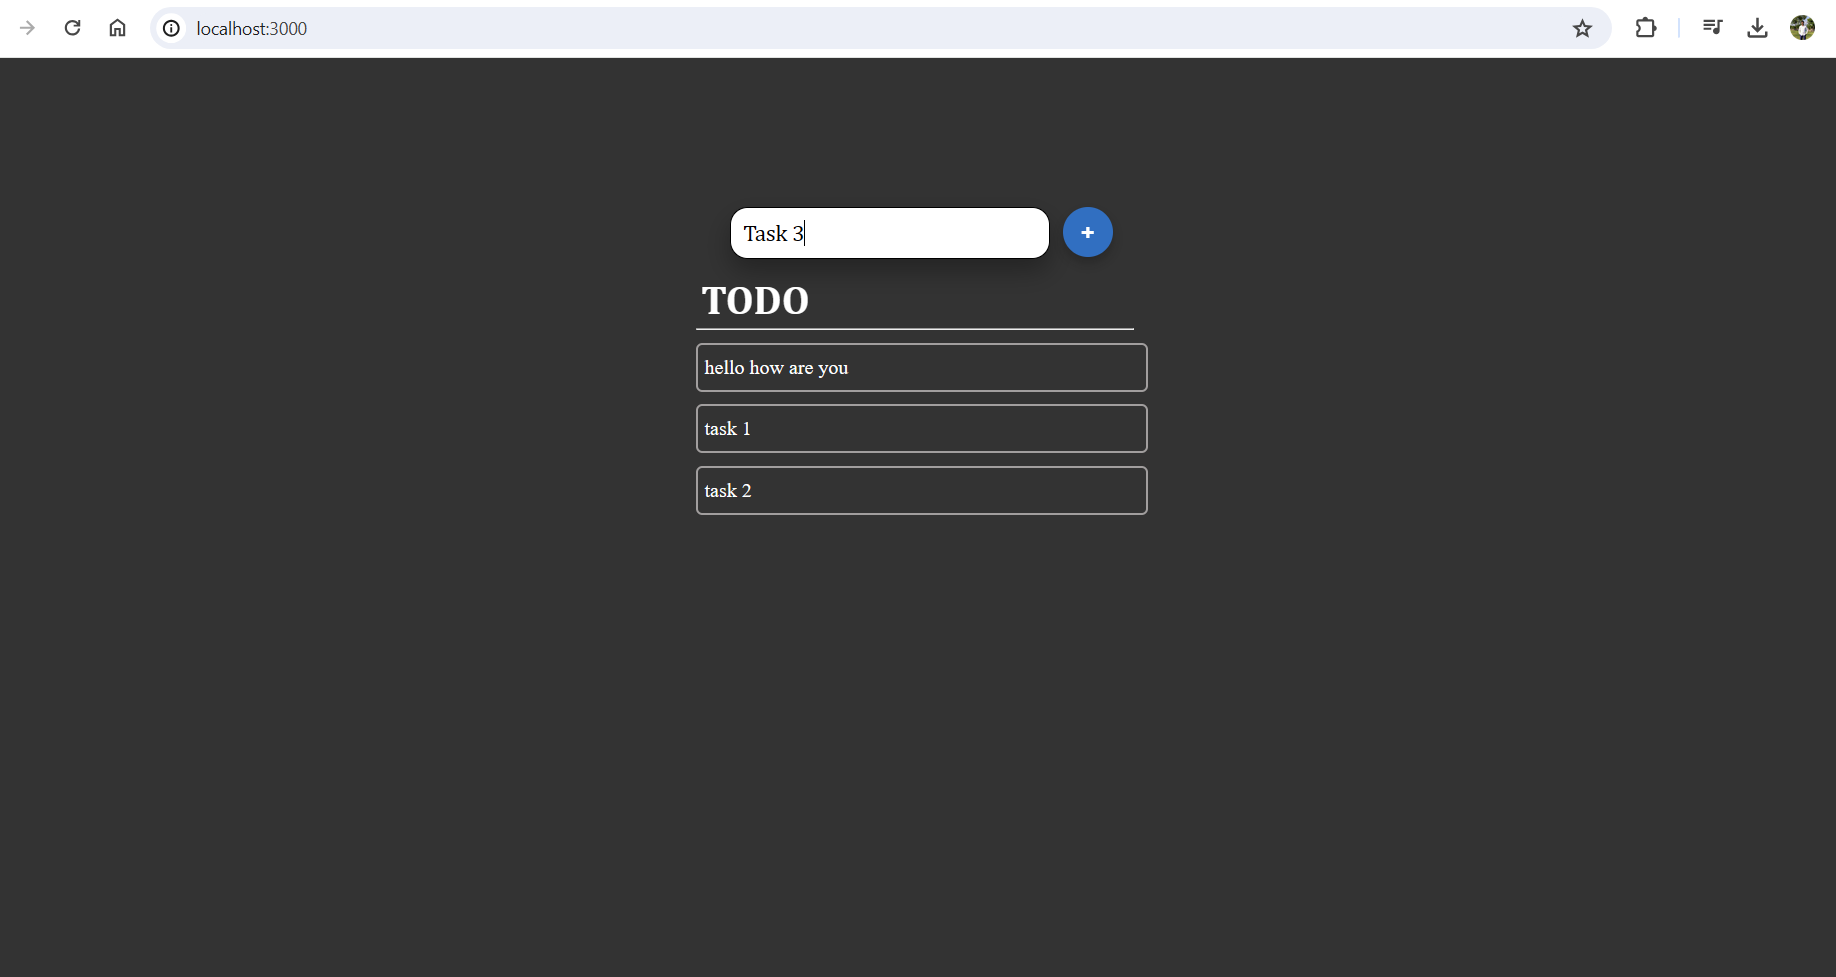 localhost:3000
Task 3
+
TODO
hello how are you
task 1
task 2